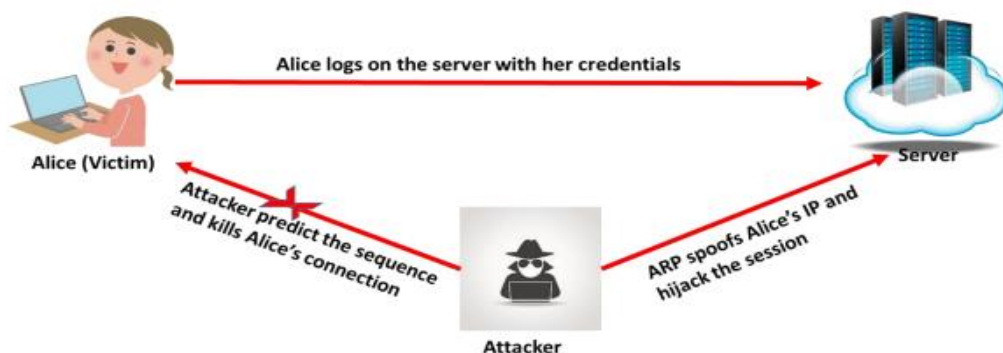 Alice logs on the server with her credentials
Alice (Victim)
Server
Attacker predict the sequence
and kills Alice's connection
ARP spoofs Alice's IP and
hijack the session
Attacker